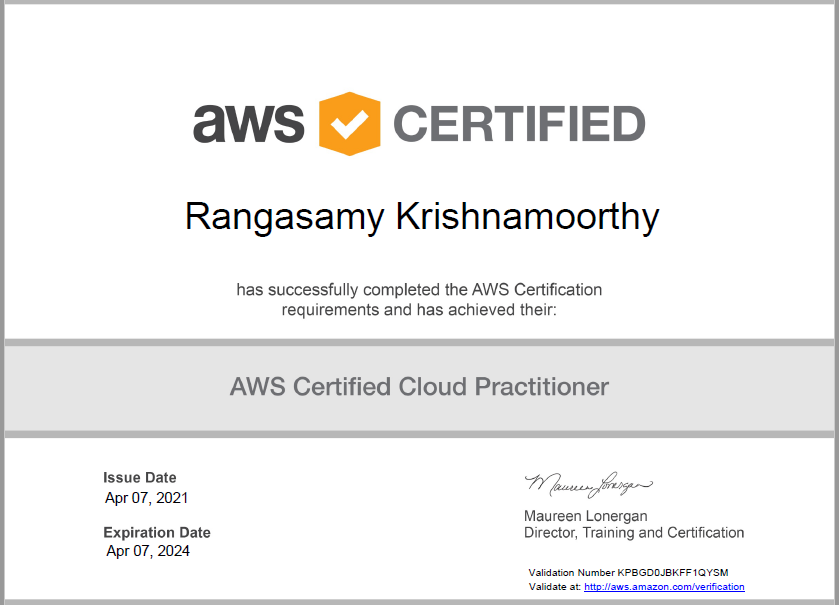 aws CERTIFIED
Rangasamy Krishnamoorthy
has successfully completed the AWS Certification
requirements and has achieved their:
AWS Certified Cloud Practitioner
Issue Date
Apr 07, 2021
Expiration Date
Apr 07, 2024
Maureen Lonergan
Maureen Lonergan
Director, Training and Certification
Validation Number KPBGD0JBKFF1QYSM
Validate at: http://aws.amazon.com/verification